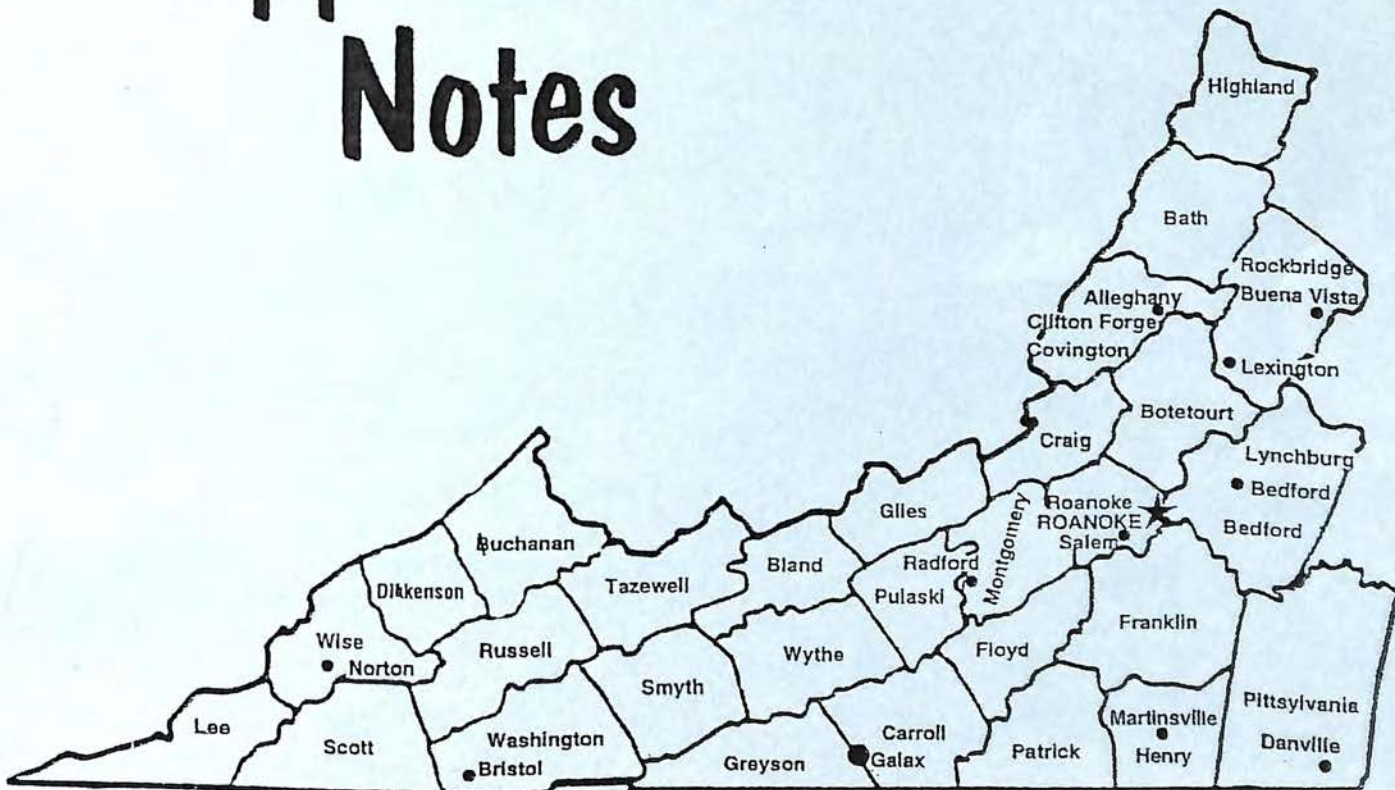 Notes
Highland
Bath
Rockbridge
Alleghany
Buena Vista
Clifton Forge
Covington
Lexington
Botetourt
Craig
Lynchburg
Bedford
Bedford
Giles
Roanoke
ROANOKE
Salem
Montgomery
Buchanan
Bland
Radford
Pulaski
Dikkenson
Tazewell
Franklin
Wise
Norton
Russell
Wythe
Floyd
Smyth
Pittsylvania
Lee
Scott
Washington
Bristol
Greyson
Carroll
Galax
Patrick
Martinsville
Henry
Danville